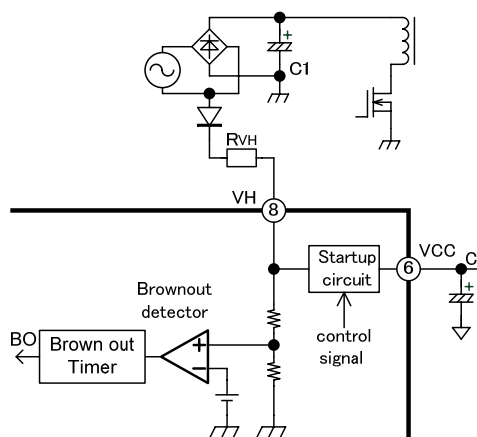 +
C1
RVH
VH
8
Startup
circuit
6
VCC
C
+
Brownout
detector
control
signal
BO
Brown out
Timer
+
−